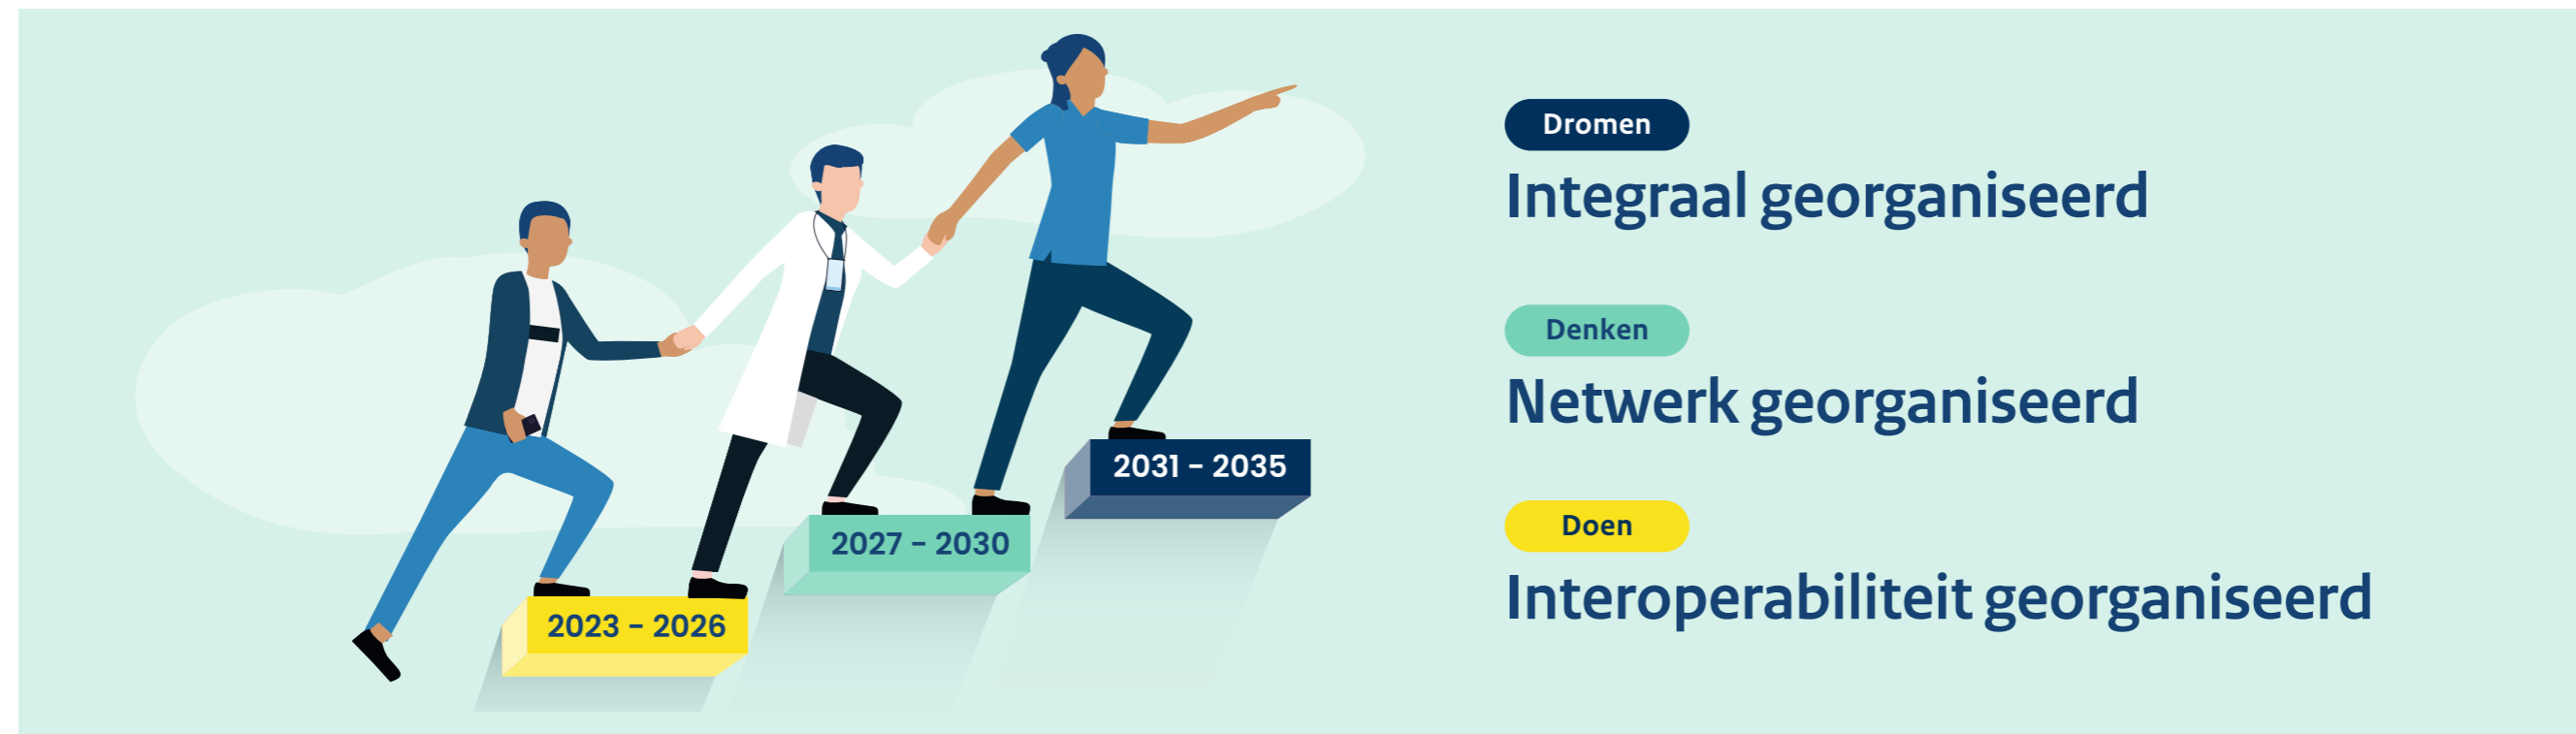 2023 – 2026
2027 – 2030
2031 – 2035
Dromen
Integraal georganiseerd
Denken
Netwerk georganiseerd
Doen
Interoperabiliteit georganiseerd